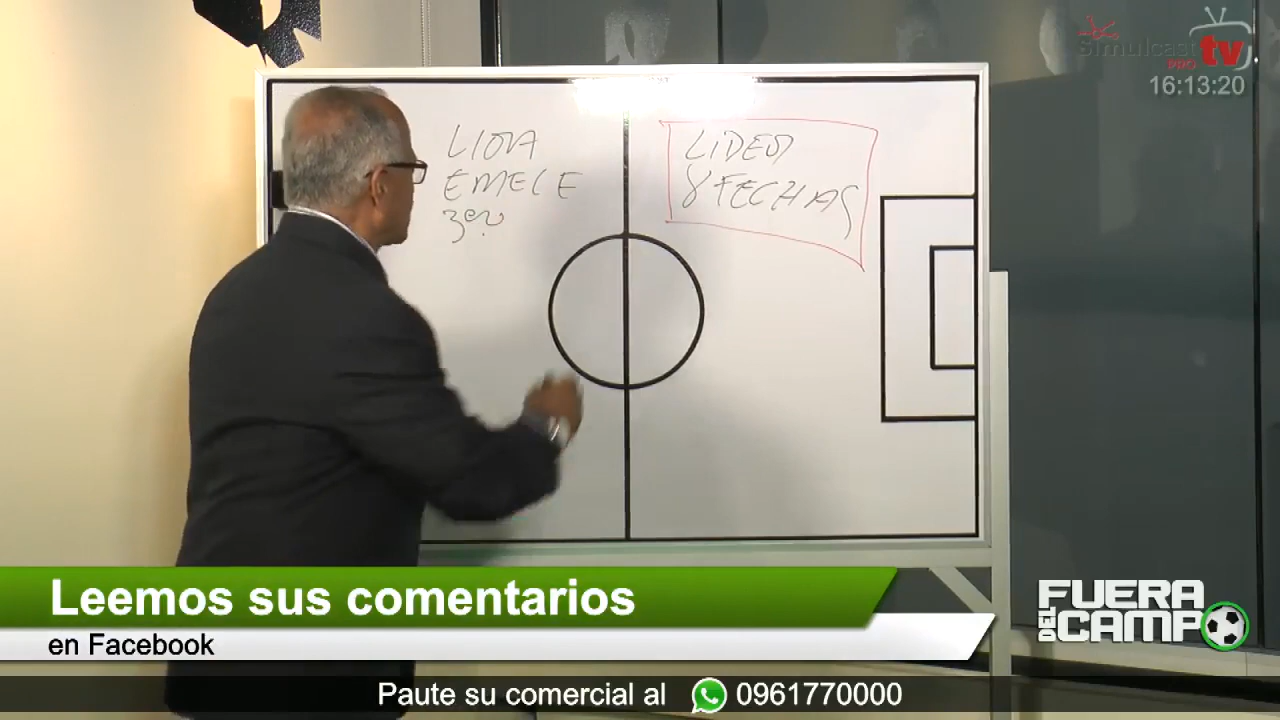 Simulcast tv
PRO
16:13:20
LIGA
EMELE
LIDER
8 FECHAS
Leemos sus comentarios
en Facebook
FUERA
DEL CAMPO
Paute su comercial al 0961770000